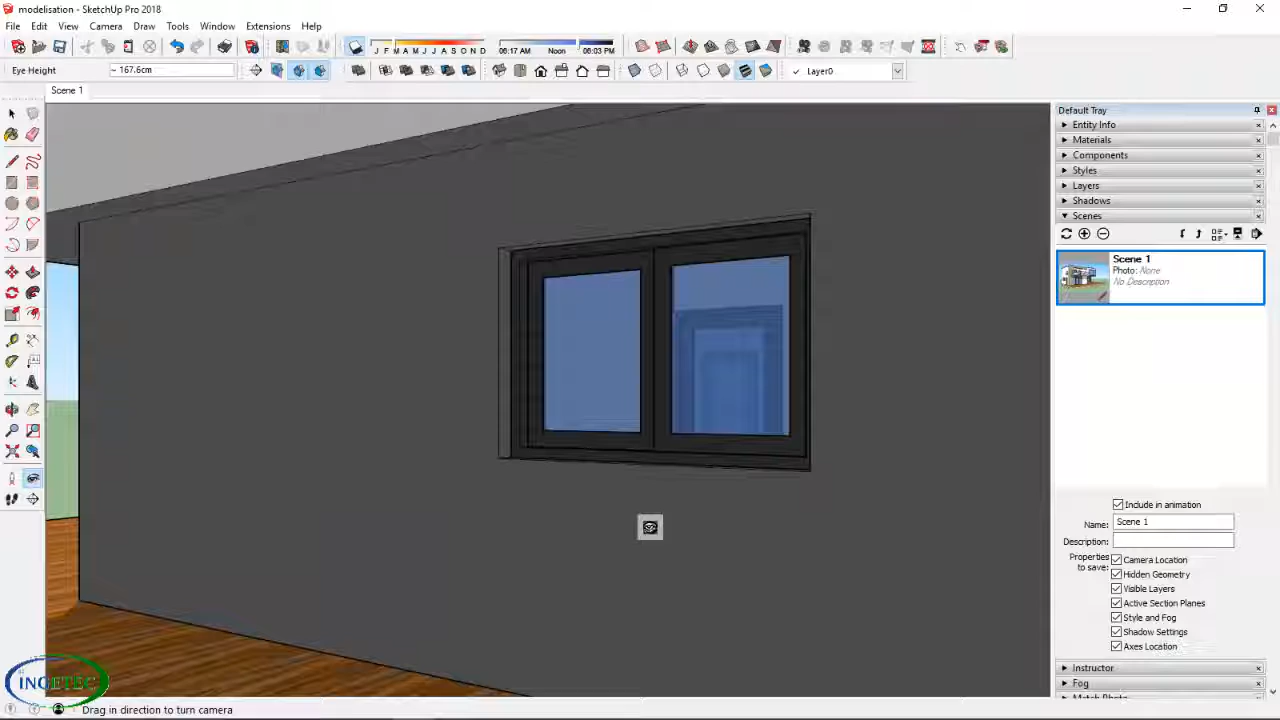 modelisation - SketchUp Pro 2018
File Edit View Camera Draw Tools Window Extensions Help
J F M A M J J A S O N D 06:17 AM Noon 06:03 PM
Eye Height ~ 167.6cm
Layer0
Scene 1
Default Tray
Entity Info
Materials
Components
Styles
Layers
Shadows
Scenes
Scene 1
Photo: None
No Description
Include in animation
Name: Scene 1
Description:
Properties to save:
Camera Location
Hidden Geometry
Visible Layers
Active Section Planes
Style and Fog
Shadow Settings
Axes Location
Instructor
Fog
Match Photo
INGETEC
Drag in direction to turn camera